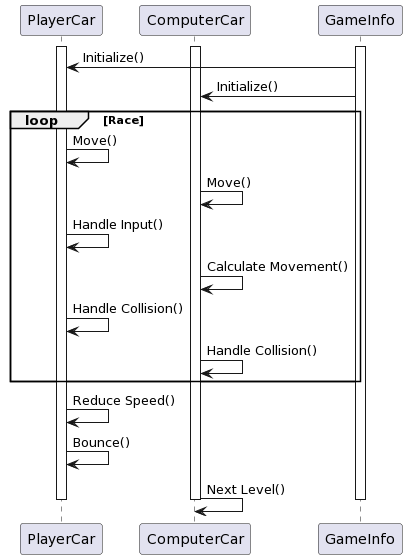 PlayerCar
ComputerCar
GameInfo
Initialize()
Initialize()
loop [Race]
Move()
Move()
Handle Input()
Calculate Movement()
Handle Collision()
Handle Collision()
Reduce Speed()
Bounce()
Next Level()
PlayerCar
ComputerCar
GameInfo